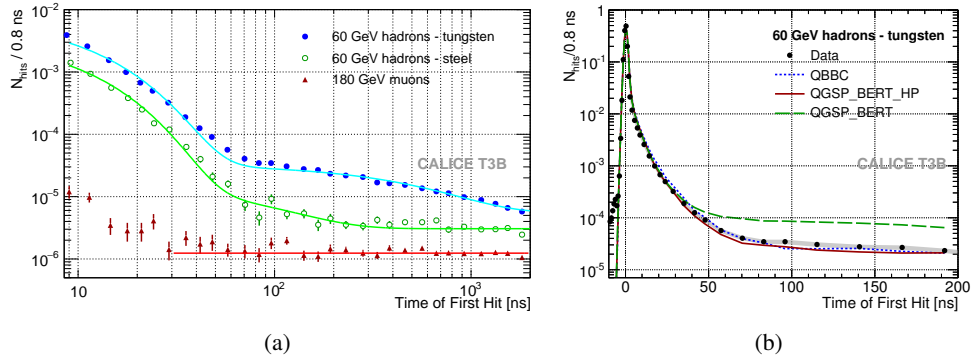 N_hits / 0.8 ns
10⁻²
10⁻³
10⁻⁴
10⁻⁵
10⁻⁶
60 GeV hadrons - tungsten
60 GeV hadrons - steel
180 GeV muons
CALICE T3B
10
10²
10³
Time of First Hit [ns]
(a)
N_hits/0.8 ns
1
10⁻¹
10⁻²
10⁻³
10⁻⁴
10⁻⁵
60 GeV hadrons - tungsten
Data
QBBC
QGSP_BERT_HP
QGSP_BERT
CALICE T3B
0 50 100 150 200
Time of First Hit [ns]
(b)